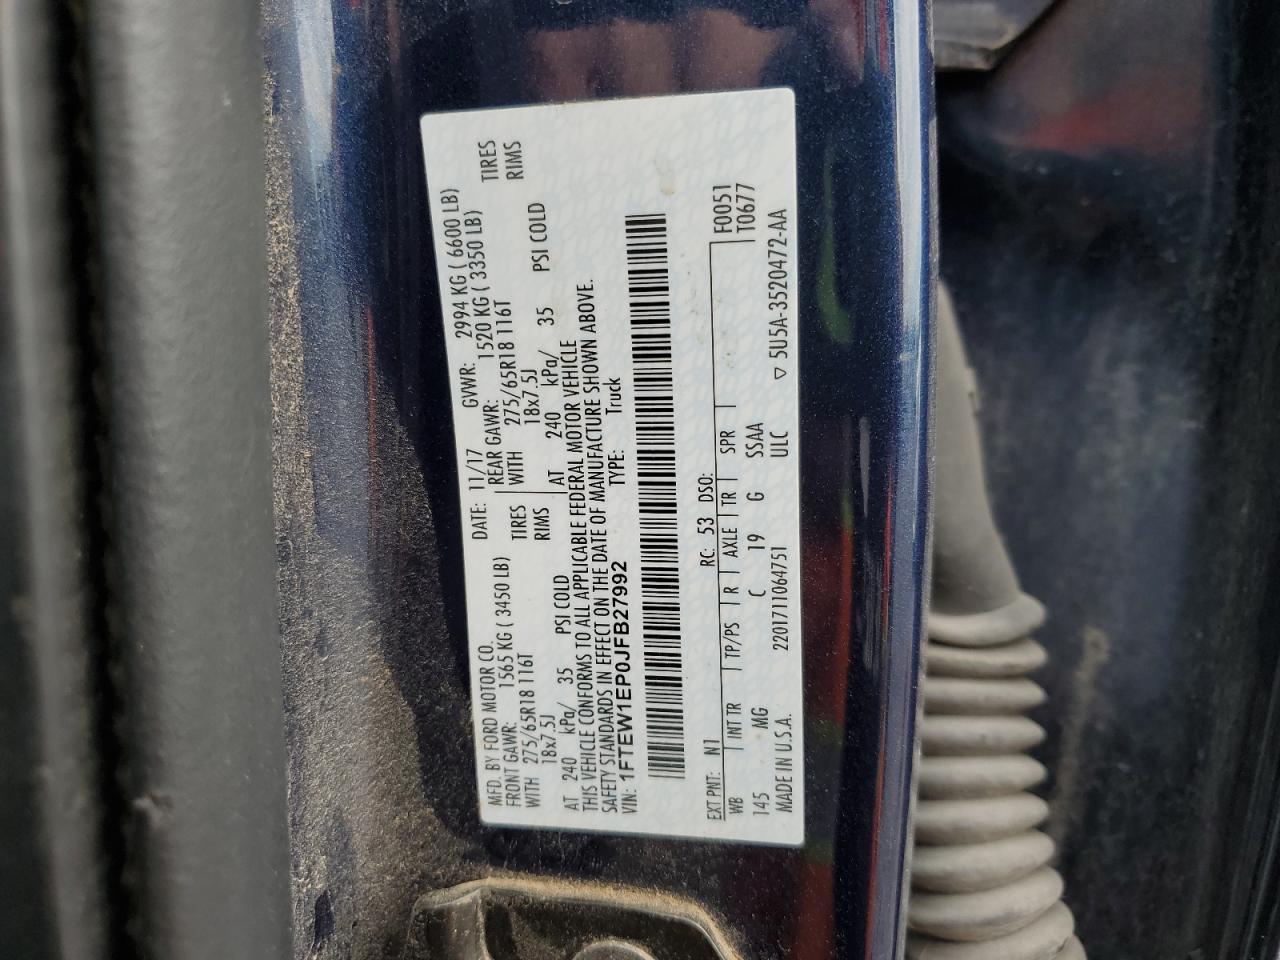 MFD. BY FORD MOTOR CO. DATE: 11/17 GVWR: 2994 KG ( 6600 LB)
FRONT GAWR: 1565 KG ( 3450 LB) REAR GAWR: 1520 KG ( 3350 LB)
WITH 275/65R18 116T TIRES WITH 275/65R18 116T TIRES
18x7.5J RIMS 18x7.5J RIMS
AT 240 kPa/ 35 PSI COLD AT 240 kPa/ 35 PSI COLD
THIS VEHICLE CONFORMS TO ALL APPLICABLE FEDERAL MOTOR VEHICLE
SAFETY STANDARDS IN EFFECT ON THE DATE OF MANUFACTURE SHOWN ABOVE.
VIN: 1FTEW1EP0JFB27992 TYPE: Truck
EXT PNT: N1 RC: 53 DSO: F0051
WB INT TR TP/PS R AXLE TR SPR T0677
145 MG C 19 G SSAA
MADE IN U.S.A. 22017111064751 ULC ▽ 5U5A-3520472-AA